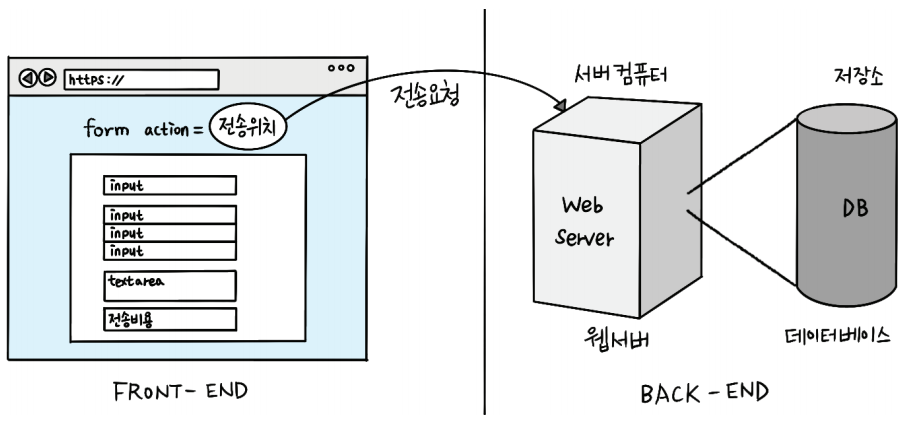 https://
form action = 전송위치
input
input
input
input
textarea
전송비용
FRONT-END
전송요청
서버컴퓨터
Web
Server
웹서버
저장소
DB
데이터베이스
BACK-END